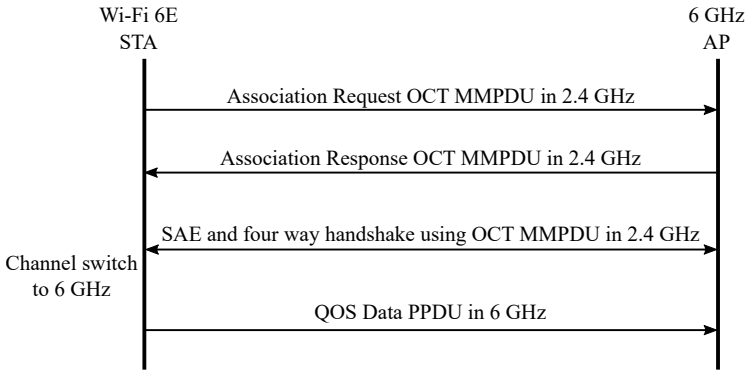 Wi-Fi 6E
STA
6 GHz
AP
Association Request OCT MMPDU in 2.4 GHz
Association Response OCT MMPDU in 2.4 GHz
SAE and four way handshake using OCT MMPDU in 2.4 GHz
Channel switch
to 6 GHz
QOS Data PPDU in 6 GHz